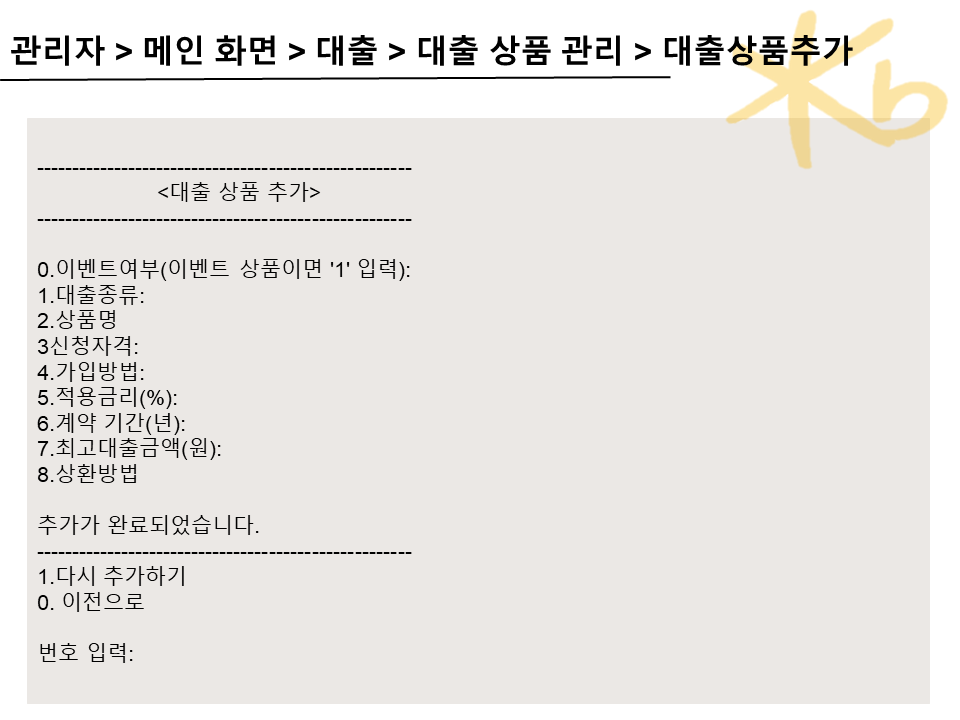 관리자 > 메인 화면 > 대출 > 대출 상품 관리 > 대출상품추가
kb
------------------------------------------------------
<대출 상품 추가>
------------------------------------------------------
0.이벤트여부(이벤트 상품이면 '1' 입력):
1.대출종류:
2.상품명
3신청자격:
4.가입방법:
5.적용금리(%):
6.계약 기간(년):
7.최고대출금액(원):
8.상환방법
추가가 완료되었습니다.
------------------------------------------------------
1.다시 추가하기
0. 이전으로
번호 입력: